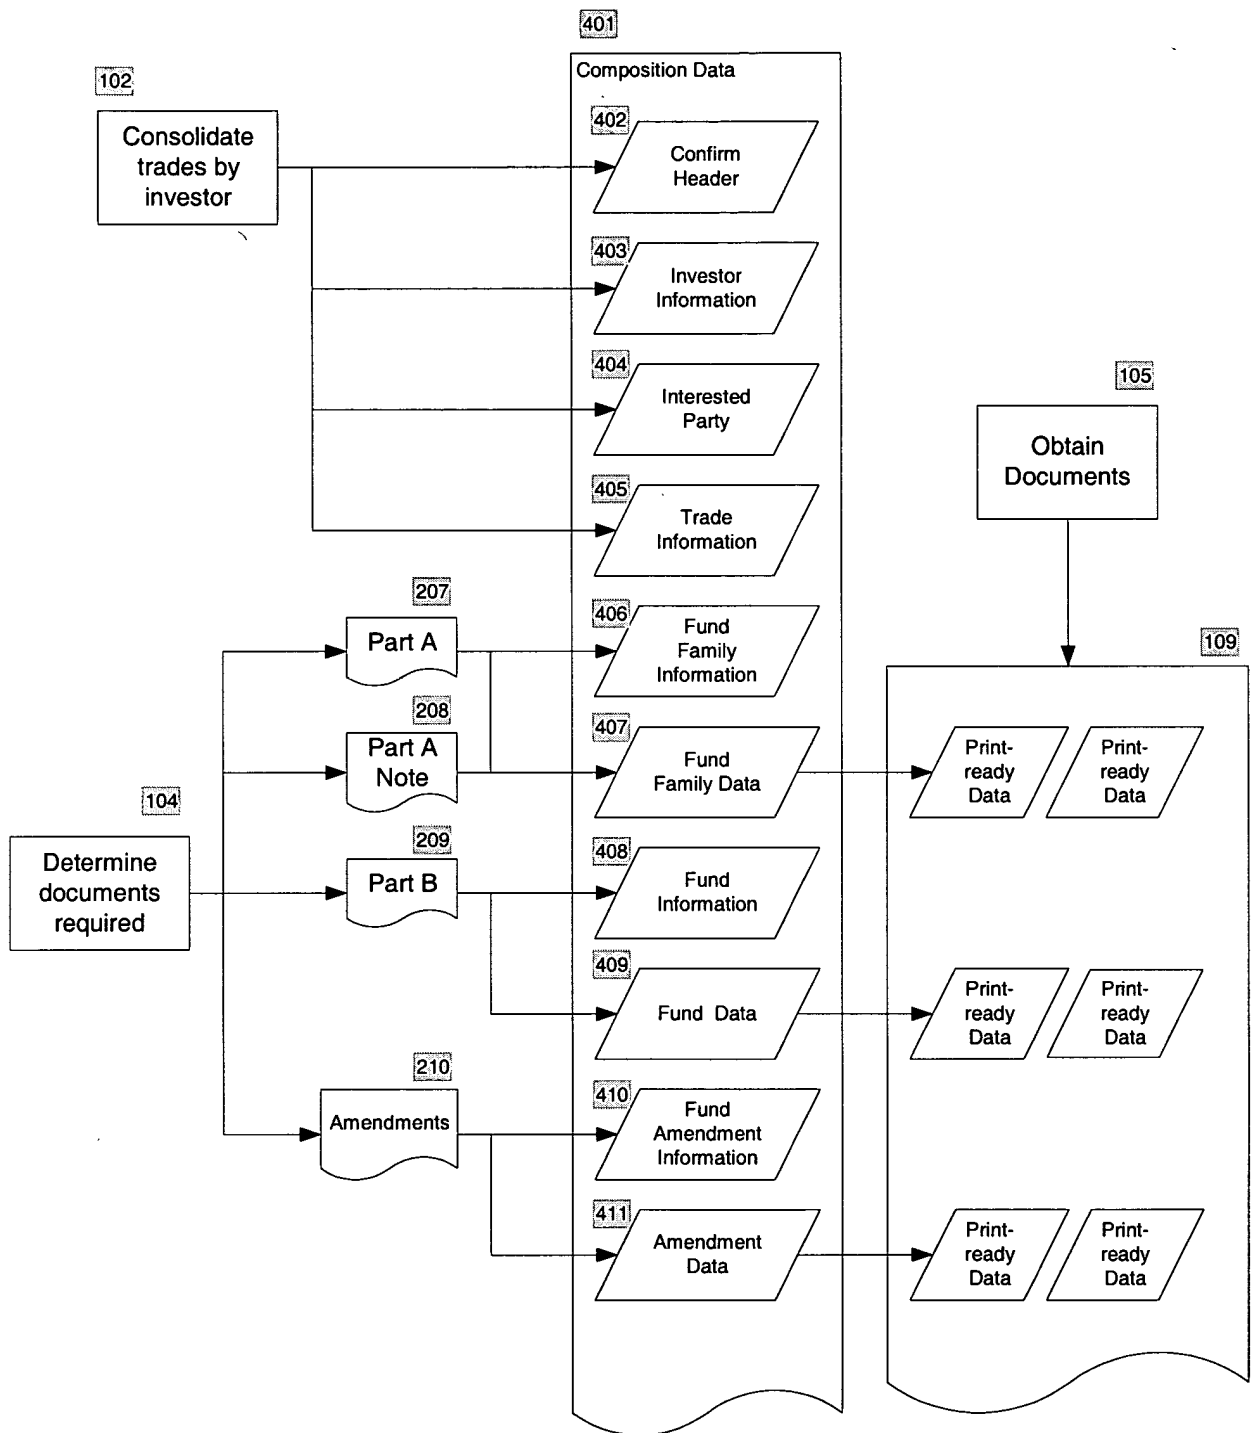 401
Composition Data
102
Consolidate
trades by
investor
402
Confirm
Header
403
Investor
Information
404
Interested
Party
405
Trade
Information
105
Obtain
Documents
207
Part A
406
Fund
Family
Information
109
208
Part A
Note
407
Fund
Family Data
Print-
ready
Data
Print-
ready
Data
104
Determine
documents
required
209
Part B
408
Fund
Information
409
Fund Data
Print-
ready
Data
Print-
ready
Data
210
Amendments
410
Fund
Amendment
Information
411
Amendment
Data
Print-
ready
Data
Print-
ready
Data